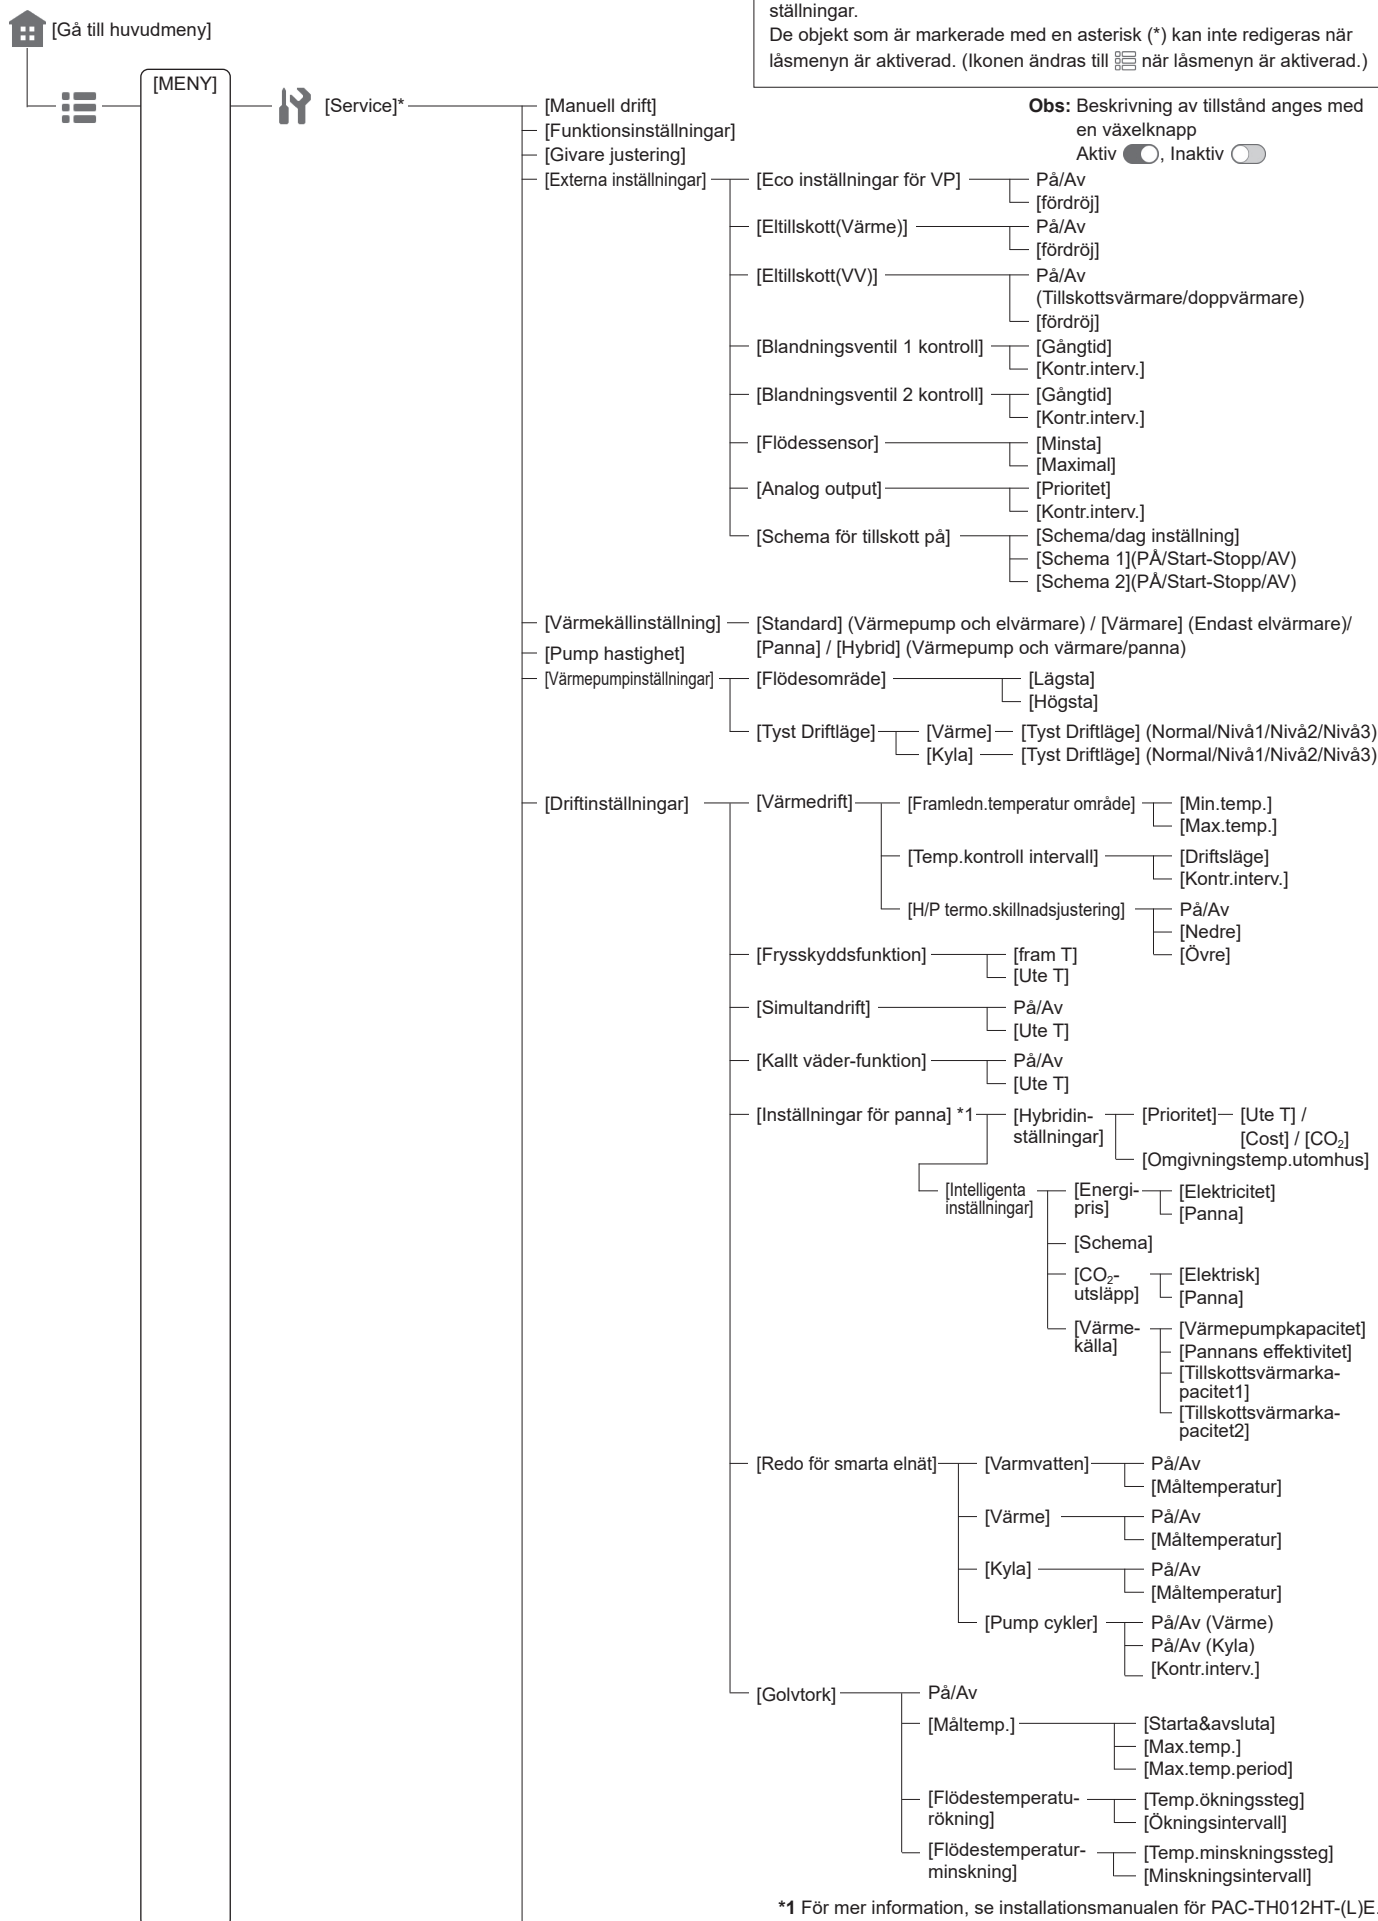 ställningar.
De objekt som är markerade med en asterisk (*) kan inte redigeras när
låsmenyn är aktiverad. (Ikonen ändras till när låsmenyn är aktiverad.)
[Gå till huvudmeny]
[MENY]
[Service]*
Obs: Beskrivning av tillstånd anges med
en växelknapp
Aktiv , Inaktiv
[Manuell drift]
[Funktionsinställningar]
[Givare justering]
[Externa inställningar]
[Eco inställningar för VP]
På/Av
[fördröj]
[Eltillskott(Värme)]
På/Av
[fördröj]
[Eltillskott(VV)]
På/Av
(Tillskottsvärmare/doppvärmare)
[fördröj]
[Blandningsventil 1 kontroll]
[Gångtid]
[Kontr.interv.]
[Blandningsventil 2 kontroll]
[Gångtid]
[Kontr.interv.]
[Flödessensor]
[Minsta]
[Maximal]
[Analog output]
[Prioritet]
[Kontr.interv.]
[Schema för tillskott på]
[Schema/dag inställning]
[Schema 1](PÅ/Start-Stopp/AV)
[Schema 2](PÅ/Start-Stopp/AV)
[Värmekällinställning]
[Standard] (Värmepump och elvärmare) / [Värmare] (Endast elvärmare)/
[Panna] / [Hybrid] (Värmepump och värmare/panna)
[Pump hastighet]
[Värmepumpinställningar]
[Flödesområde]
[Lägsta]
[Högsta]
[Tyst Driftläge]
[Värme]
[Tyst Driftläge] (Normal/Nivå1/Nivå2/Nivå3)
[Kyla]
[Tyst Driftläge] (Normal/Nivå1/Nivå2/Nivå3)
[Driftinställningar]
[Värmedrift]
[Framledn.temperatur område]
[Min.temp.]
[Max.temp.]
[Temp.kontroll intervall]
[Driftsläge]
[Kontr.interv.]
[H/P termo.skillnadsjustering]
På/Av
[Nedre]
[Övre]
[Frysskyddsfunktion]
[fram T]
[Ute T]
[Simultandrift]
På/Av
[Ute T]
[Kallt väder-funktion]
På/Av
[Ute T]
[Inställningar för panna] *1
[Hybridin-
ställningar]
[Prioritet]
[Ute T] /
[Cost] / [CO₂]
[Omgivningstemp.utomhus]
[Intelligenta
inställningar]
[Energi-
pris]
[Elektricitet]
[Panna]
[Schema]
[CO₂-
utsläpp]
[Elektrisk]
[Panna]
[Värme-
källa]
[Värmepumpkapacitet]
[Pannans effektivitet]
[Tillskottsvärmarka-
pacitet1]
[Tillskottsvärmarka-
pacitet2]
[Redo för smarta elnät]
[Varmvatten]
På/Av
[Måltemperatur]
[Värme]
På/Av
[Måltemperatur]
[Kyla]
På/Av
[Måltemperatur]
[Pump cykler]
På/Av (Värme)
På/Av (Kyla)
[Kontr.interv.]
[Golvtork]
På/Av
[Måltemp.]
[Starta&avsluta]
[Max.temp.]
[Max.temp.period]
[Flödestemperatu-
rökning]
[Temp.ökningssteg]
[Ökningsintervall]
[Flödestemperatur-
minskning]
[Temp.minskningssteg]
[Minskningsintervall]
*1 För mer information, se installationsmanualen för PAC-TH012HT-(L)E.